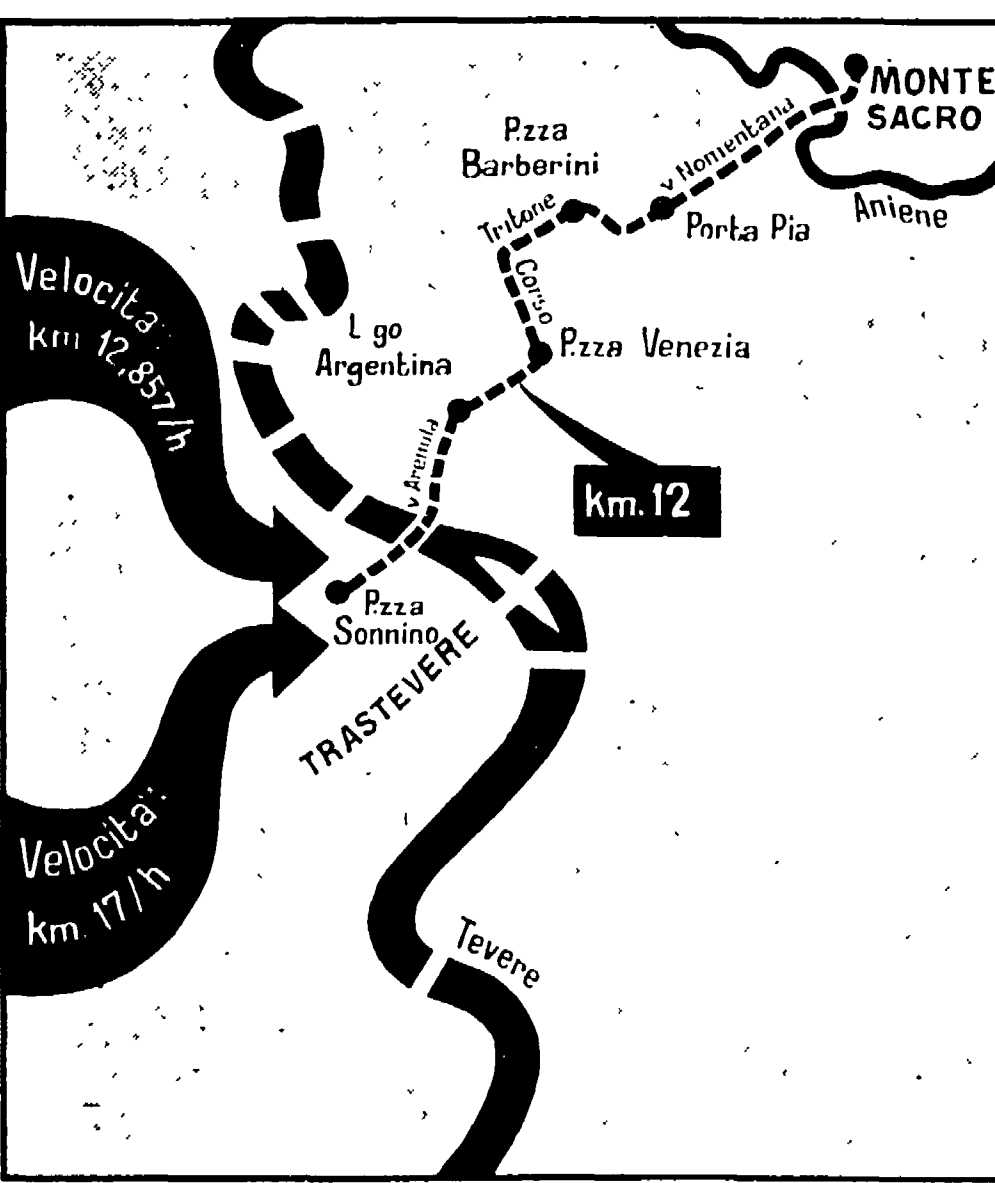 MONTE
SACRO
P.zza
Barberini
v Nomentana
Aniene
Tritone
Porta Pia
Corso
Velocita:
km 12,857/h
L go
Argentina
P.zza Venezia
v Arenula
km. 12
P.zza
Sonnino
TRASTEVERE
Velocita:
km. 17/h
Tevere